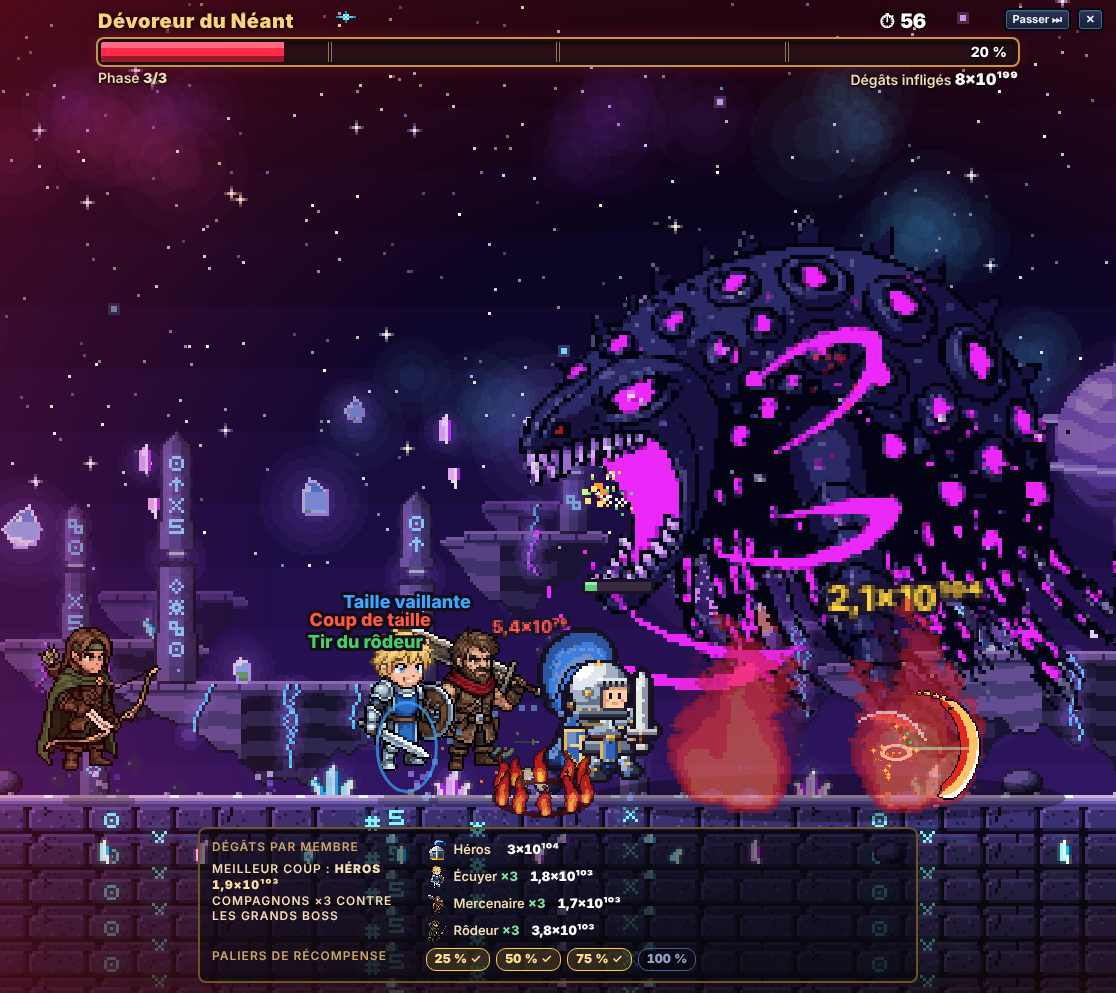 Dévoreur du Néant
56
Passer ⏭
✕
20 %
Phase 3/3
Dégâts infligés 8×10¹⁹⁹
Taille vaillante
Coup de taille
Tir du rôdeur
DÉGÂTS PAR MEMBRE
MEILLEUR COUP : HÉROS
1,9×10¹⁰³
COMPAGNONS ×3 CONTRE
LES GRANDS BOSS
Héros 3×10¹⁰⁴
Écuyer ×3 1,8×10¹⁰³
Mercenaire ×3 1,7×10¹⁰³
Rôdeur ×3 3,8×10¹⁰³
PALIERS DE RÉCOMPENSE
25 % ✓ 50 % ✓ 75 % ✓ 100 %